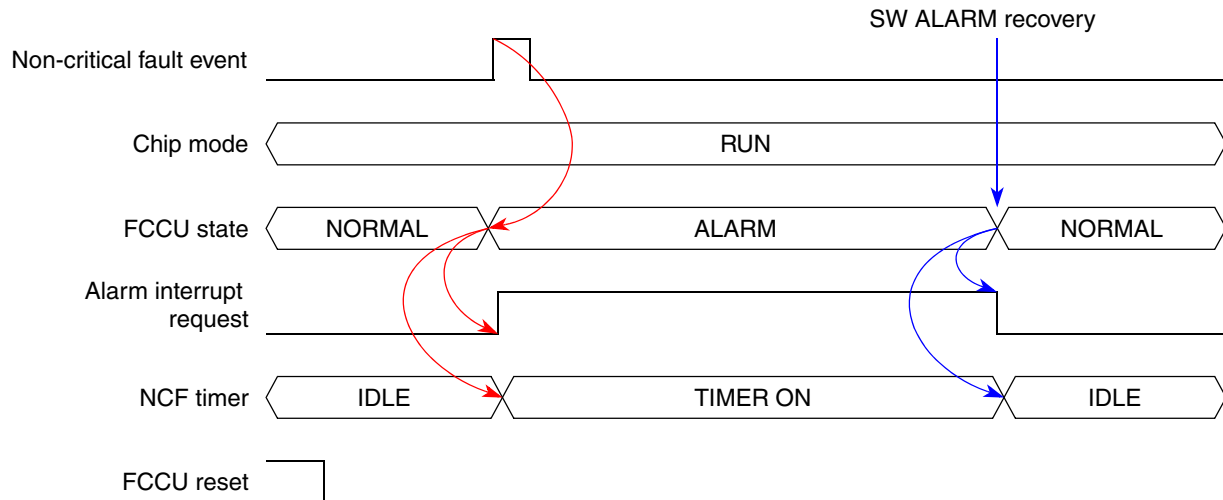 SW ALARM recovery
Non-critical fault event
Chip mode
RUN
FCCU state
NORMAL
ALARM
NORMAL
Alarm interrupt
request
NCF timer
IDLE
TIMER ON
IDLE
FCCU reset